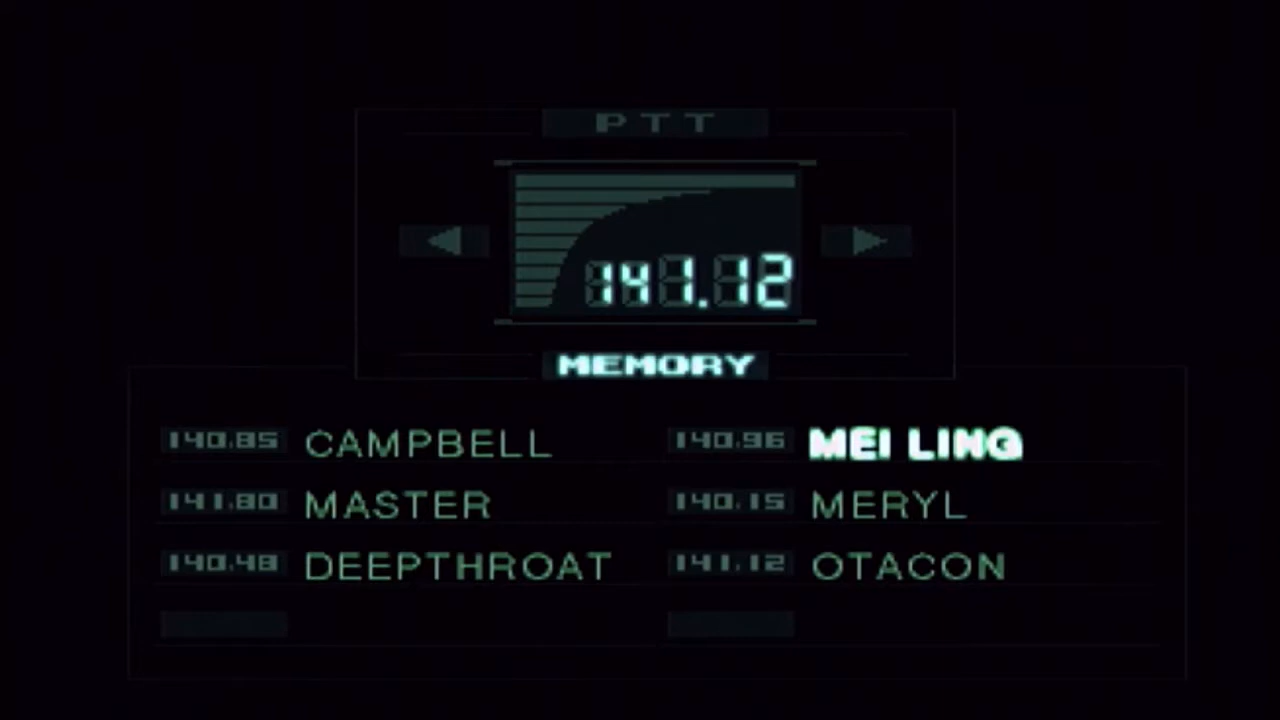 PTT
141.12
MEMORY
140.85 CAMPBELL 140.96 MEI LING
141.80 MASTER 140.15 MERYL
140.48 DEEPTHROAT 141.12 OTACON